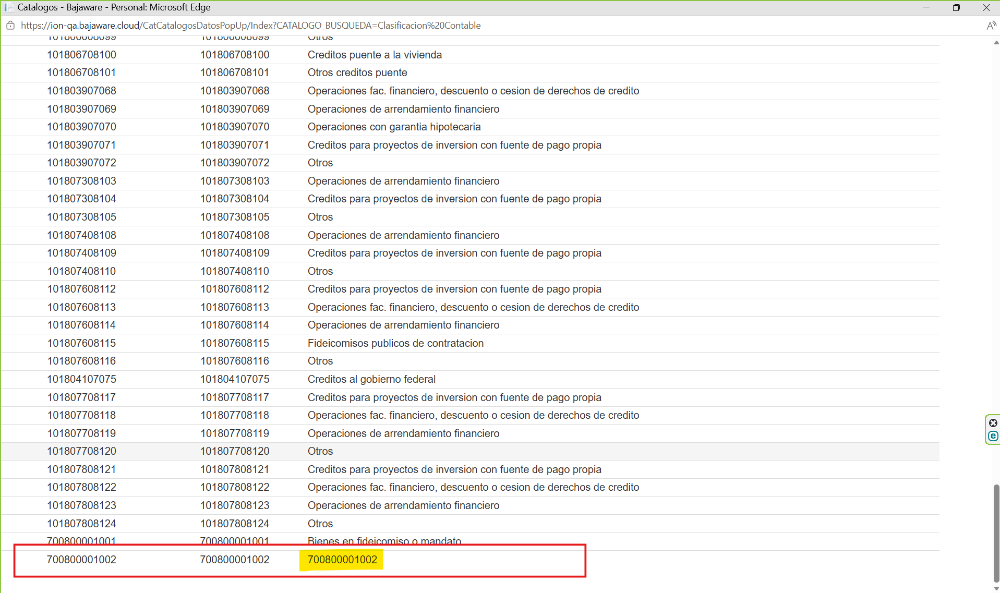 Catalogos - Bajaware - Personal: Microsoft Edge
https://ion-qa.bajaware.cloud/CatCatalogosDatosPopUp/Index?CATALOGO_BUSQUEDA=Clasificacion%20Contable
101806608099 101806608099 Otros
101806708100 101806708100 Creditos puente a la vivienda
101806708101 101806708101 Otros creditos puente
101803907068 101803907068 Operaciones fac. financiero, descuento o cesion de derechos de credito
101803907069 101803907069 Operaciones de arrendamiento financiero
101803907070 101803907070 Operaciones con garantia hipotecaria
101803907071 101803907071 Creditos para proyectos de inversion con fuente de pago propia
101803907072 101803907072 Otros
101807308103 101807308103 Operaciones de arrendamiento financiero
101807308104 101807308104 Creditos para proyectos de inversion con fuente de pago propia
101807308105 101807308105 Otros
101807408108 101807408108 Operaciones de arrendamiento financiero
101807408109 101807408109 Creditos para proyectos de inversion con fuente de pago propia
101807408110 101807408110 Otros
101807608112 101807608112 Creditos para proyectos de inversion con fuente de pago propia
101807608113 101807608113 Operaciones fac. financiero, descuento o cesion de derechos de credito
101807608114 101807608114 Operaciones de arrendamiento financiero
101807608115 101807608115 Fideicomisos publicos de contratacion
101807608116 101807608116 Otros
101804107075 101804107075 Creditos al gobierno federal
101807708117 101807708117 Creditos para proyectos de inversion con fuente de pago propia
101807708118 101807708118 Operaciones fac. financiero, descuento o cesion de derechos de credito
101807708119 101807708119 Operaciones de arrendamiento financiero
101807708120 101807708120 Otros
101807808121 101807808121 Creditos para proyectos de inversion con fuente de pago propia
101807808122 101807808122 Operaciones fac. financiero, descuento o cesion de derechos de credito
101807808123 101807808123 Operaciones de arrendamiento financiero
101807808124 101807808124 Otros
700800001001 700800001001 Bienes en fideicomiso o mandato
700800001002 700800001002 700800001002